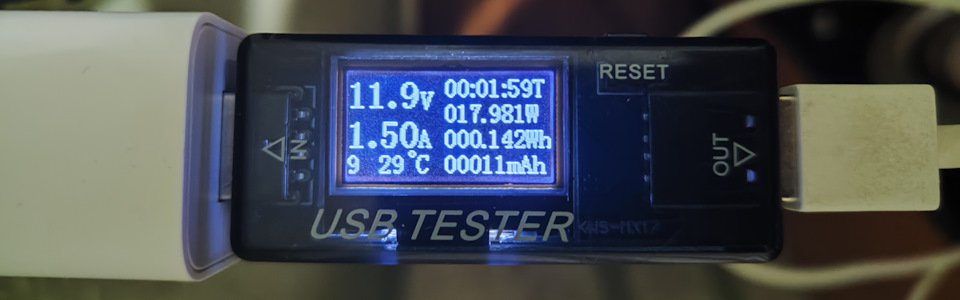 11.9V
00:01:59T
017.981W
1.50A
000.142Wh
9 29°C
00011mAh
RESET
IN
OUT
USB TESTER